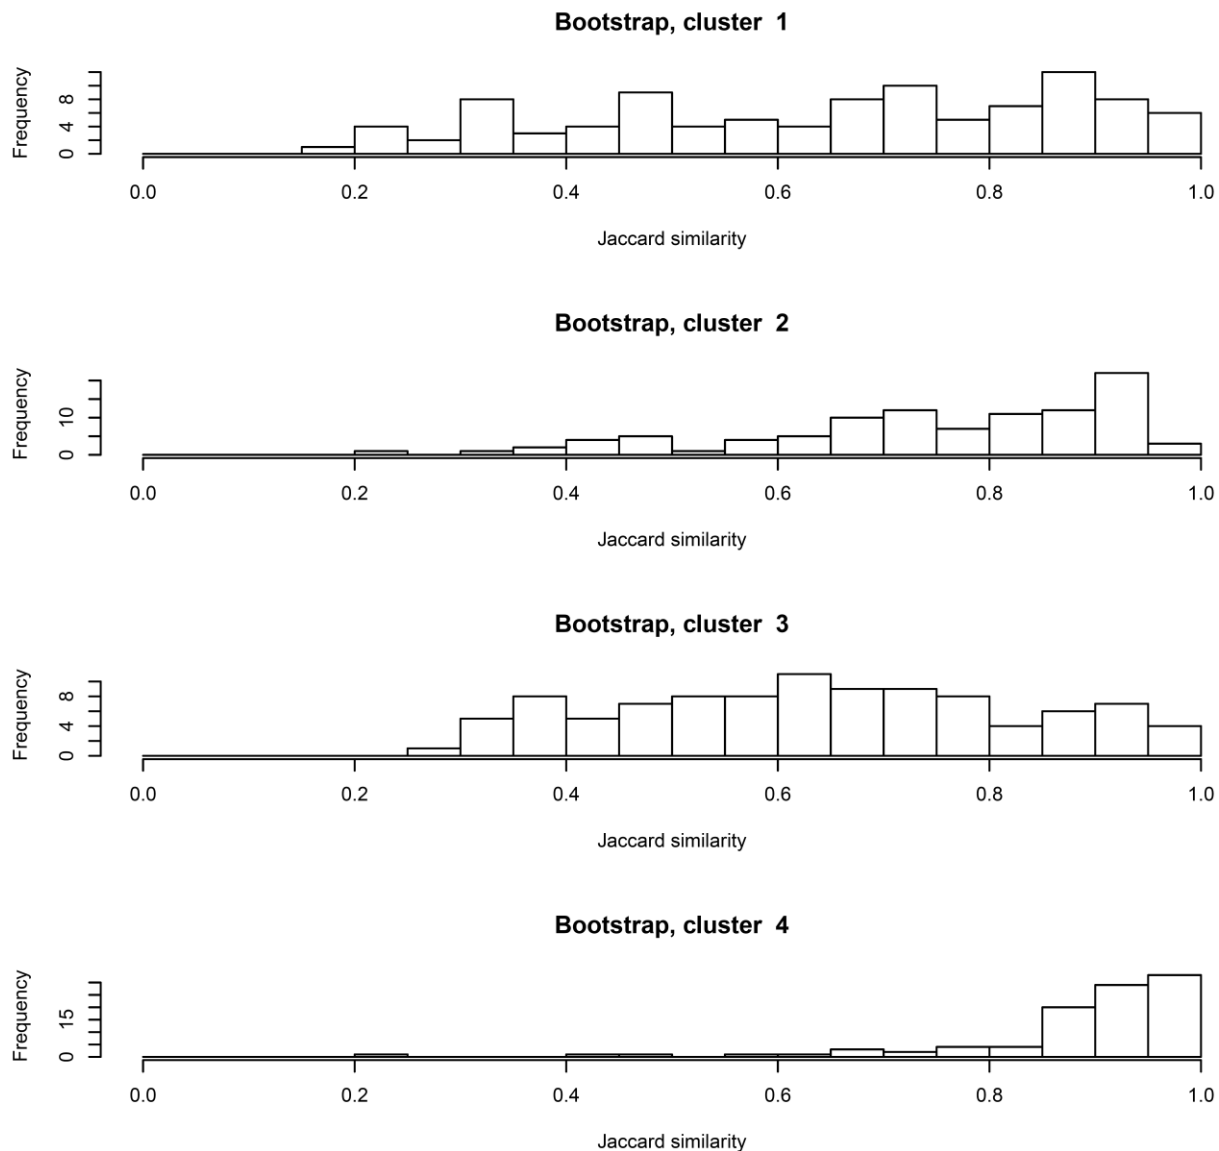 Bootstrap, cluster 1
Frequency
8
4
0
0.0 0.2 0.4 0.6 0.8 1.0
Jaccard similarity
Bootstrap, cluster 2
Frequency
10
0
0.0 0.2 0.4 0.6 0.8 1.0
Jaccard similarity
Bootstrap, cluster 3
Frequency
8
4
0
0.0 0.2 0.4 0.6 0.8 1.0
Jaccard similarity
Bootstrap, cluster 4
Frequency
15
0
0.0 0.2 0.4 0.6 0.8 1.0
Jaccard similarity